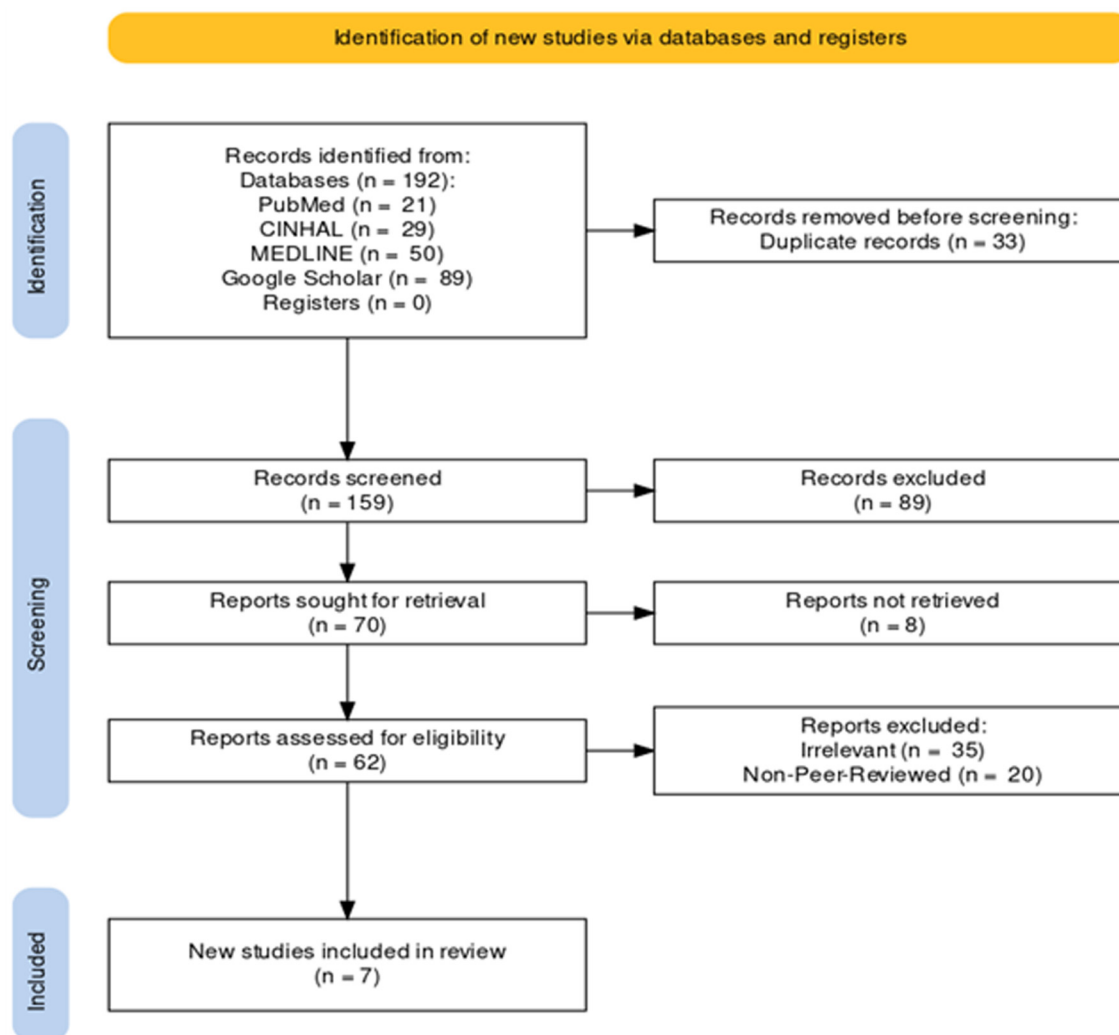 Identification of new studies via databases and registers
Identification
Records identified from:
Databases (n = 192):
PubMed (n = 21)
CINHAL (n = 29)
MEDLINE (n = 50)
Google Scholar (n = 89)
Registers (n = 0)
Records removed before screening:
Duplicate records (n = 33)
Screening
Records screened
(n = 159)
Records excluded
(n = 89)
Reports sought for retrieval
(n = 70)
Reports not retrieved
(n = 8)
Reports assessed for eligibility
(n = 62)
Reports excluded:
Irrelevant (n = 35)
Non-Peer-Reviewed (n = 20)
Included
New studies included in review
(n = 7)